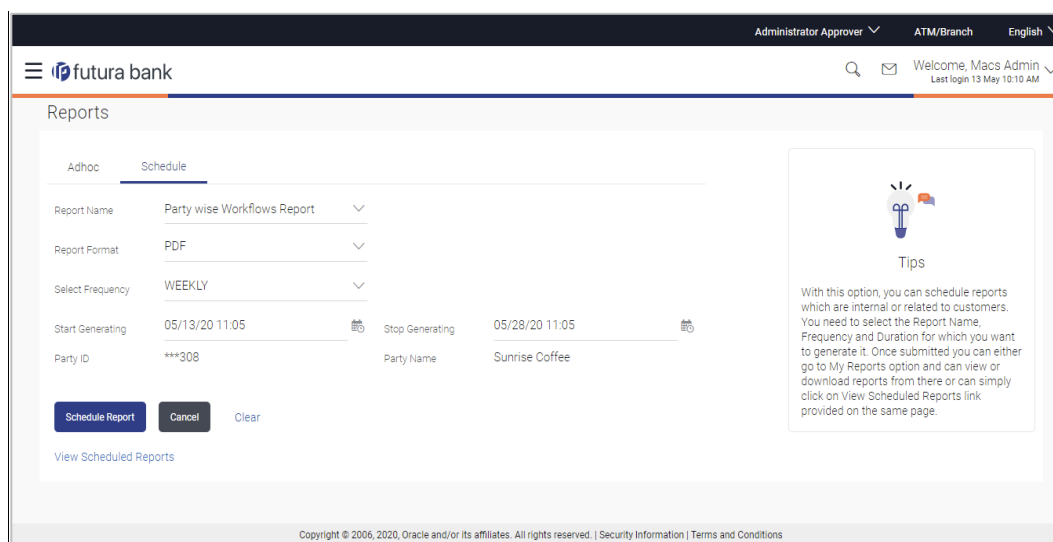 Administrator Approver ATM/Branch English
futura bank
Welcome, Macs Admin
Last login 13 May 10:10 AM
Reports
Adhoc Schedule
Report Name Party wise Workflows Report
Report Format PDF
Select Frequency WEEKLY
Start Generating 05/13/20 11:05 Stop Generating 05/28/20 11:05
Party ID ***308 Party Name Sunrise Coffee
Schedule Report Cancel Clear
View Scheduled Reports
Tips
With this option, you can schedule reports
which are internal or related to customers.
You need to select the Report Name,
Frequency and Duration for which you want
to generate it. Once submitted you can either
go to My Reports option and can view or
download reports from there or can simply
click on View Scheduled Reports link
provided on the same page.
Copyright © 2006, 2020, Oracle and/or its affiliates. All rights reserved. | Security Information | Terms and Conditions